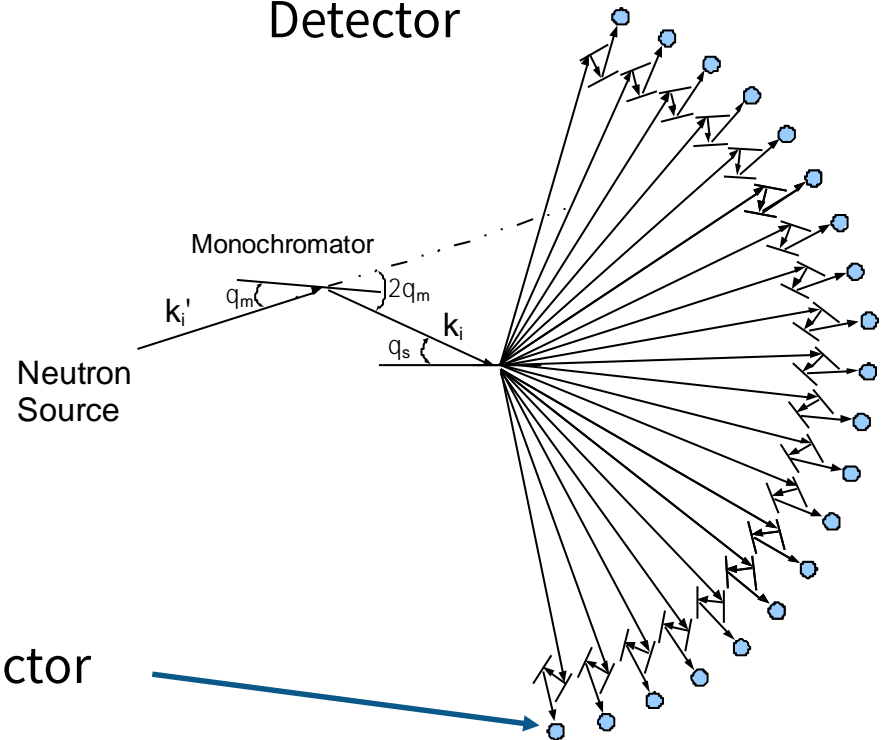 Detector
Monochromator
qm
2qm
ki'
ki
qs
Neutron
Source
ctor